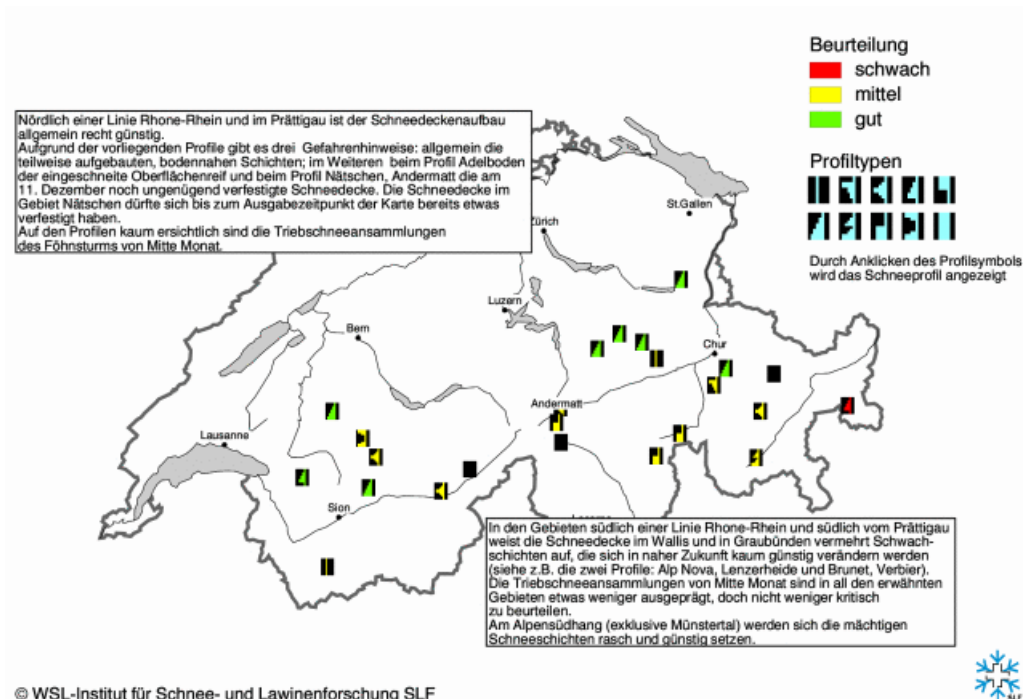 Beurteilung
schwach
mittel
gut
Nördlich einer Linie Rhone-Rhein und im Prättigau ist der Schneedeckenaufbau
allgemein recht günstig.
Aufgrund der vorliegenden Profile gibt es drei Gefahrenhinweise: allgemein die
teilweise aufgebauten, bodennahen Schichten; im Weiteren beim Profil Adelboden
der eingeschneite Oberflächenreif und beim Profil Nätschen, Andermatt die am
11. Dezember noch ungenügend verfestigte Schneedecke. Die Schneedecke im
Gebiet Nätschen dürfte sich bis zum Ausgabezeitpunkt der Karte bereits etwas
verfestigt haben.
Auf den Profilen kaum ersichtlich sind die Triebschneeansammlungen
des Föhnsturms von Mitte Monat.
Profiltypen
Durch Anklicken des Profilsymbols
wird das Schneeprofil angezeigt
St.Gallen
Zürich
Luzern
Bern
Chur
Andermatt
Lausanne
Sion
In den Gebieten südlich einer Linie Rhone-Rhein und südlich vom Prättigau
weist die Schneedecke im Wallis und in Graubünden vermehrt Schwach-
schichten auf, die sich in naher Zukunft kaum günstig verändern werden
(siehe z.B. die zwei Profile: Alp Nova, Lenzerheide und Brunet, Verbier).
Die Triebschneeansammlungen von Mitte Monat sind in all den erwähnten
Gebieten etwas weniger ausgeprägt, doch nicht weniger kritisch
zu beurteilen.
Am Alpensüdhang (exklusive Münstertal) werden sich die mächtigen
Schneeschichten rasch und günstig setzen.
© WSL-Institut für Schnee- und Lawinenforschung SLF
SLF